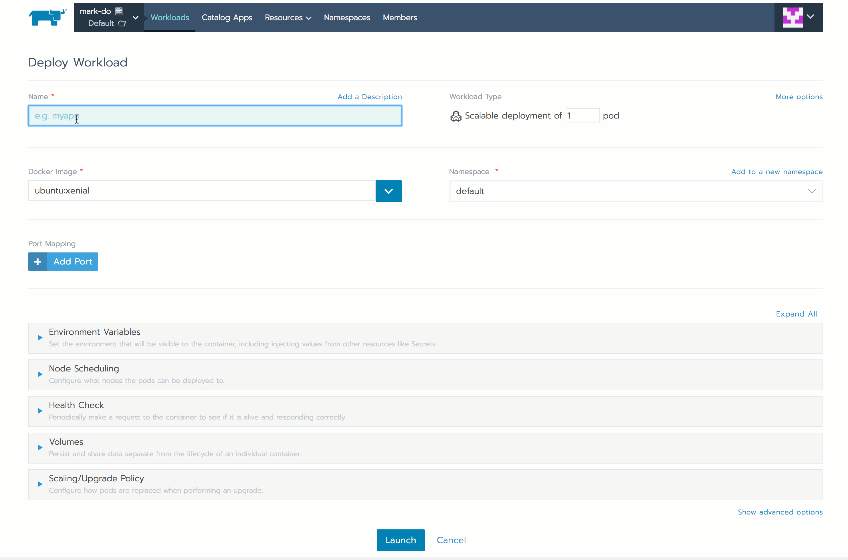 mark-do
Default
Workloads
Catalog Apps
Resources
Namespaces
Members
Deploy Workload
Name *
Add a Description
e.g. myapp
Workload Type
More options
Scalable deployment of 1 pod
Docker Image *
ubuntu:xenial
Namespace *
Add to a new namespace
default
Port Mapping
+ Add Port
Expand All
Environment Variables
Set the environment that will be visible to the container, including injecting values from other resources like Secrets.
Node Scheduling
Configure what nodes the pods can be deployed to.
Health Check
Periodically make a request to the container to see if it is alive and responding correctly.
Volumes
Persist and share data separate from the lifecycle of an individual container.
Scaling/Upgrade Policy
Configure how pods are replaced when performing an upgrade.
Show advanced options
Launch
Cancel